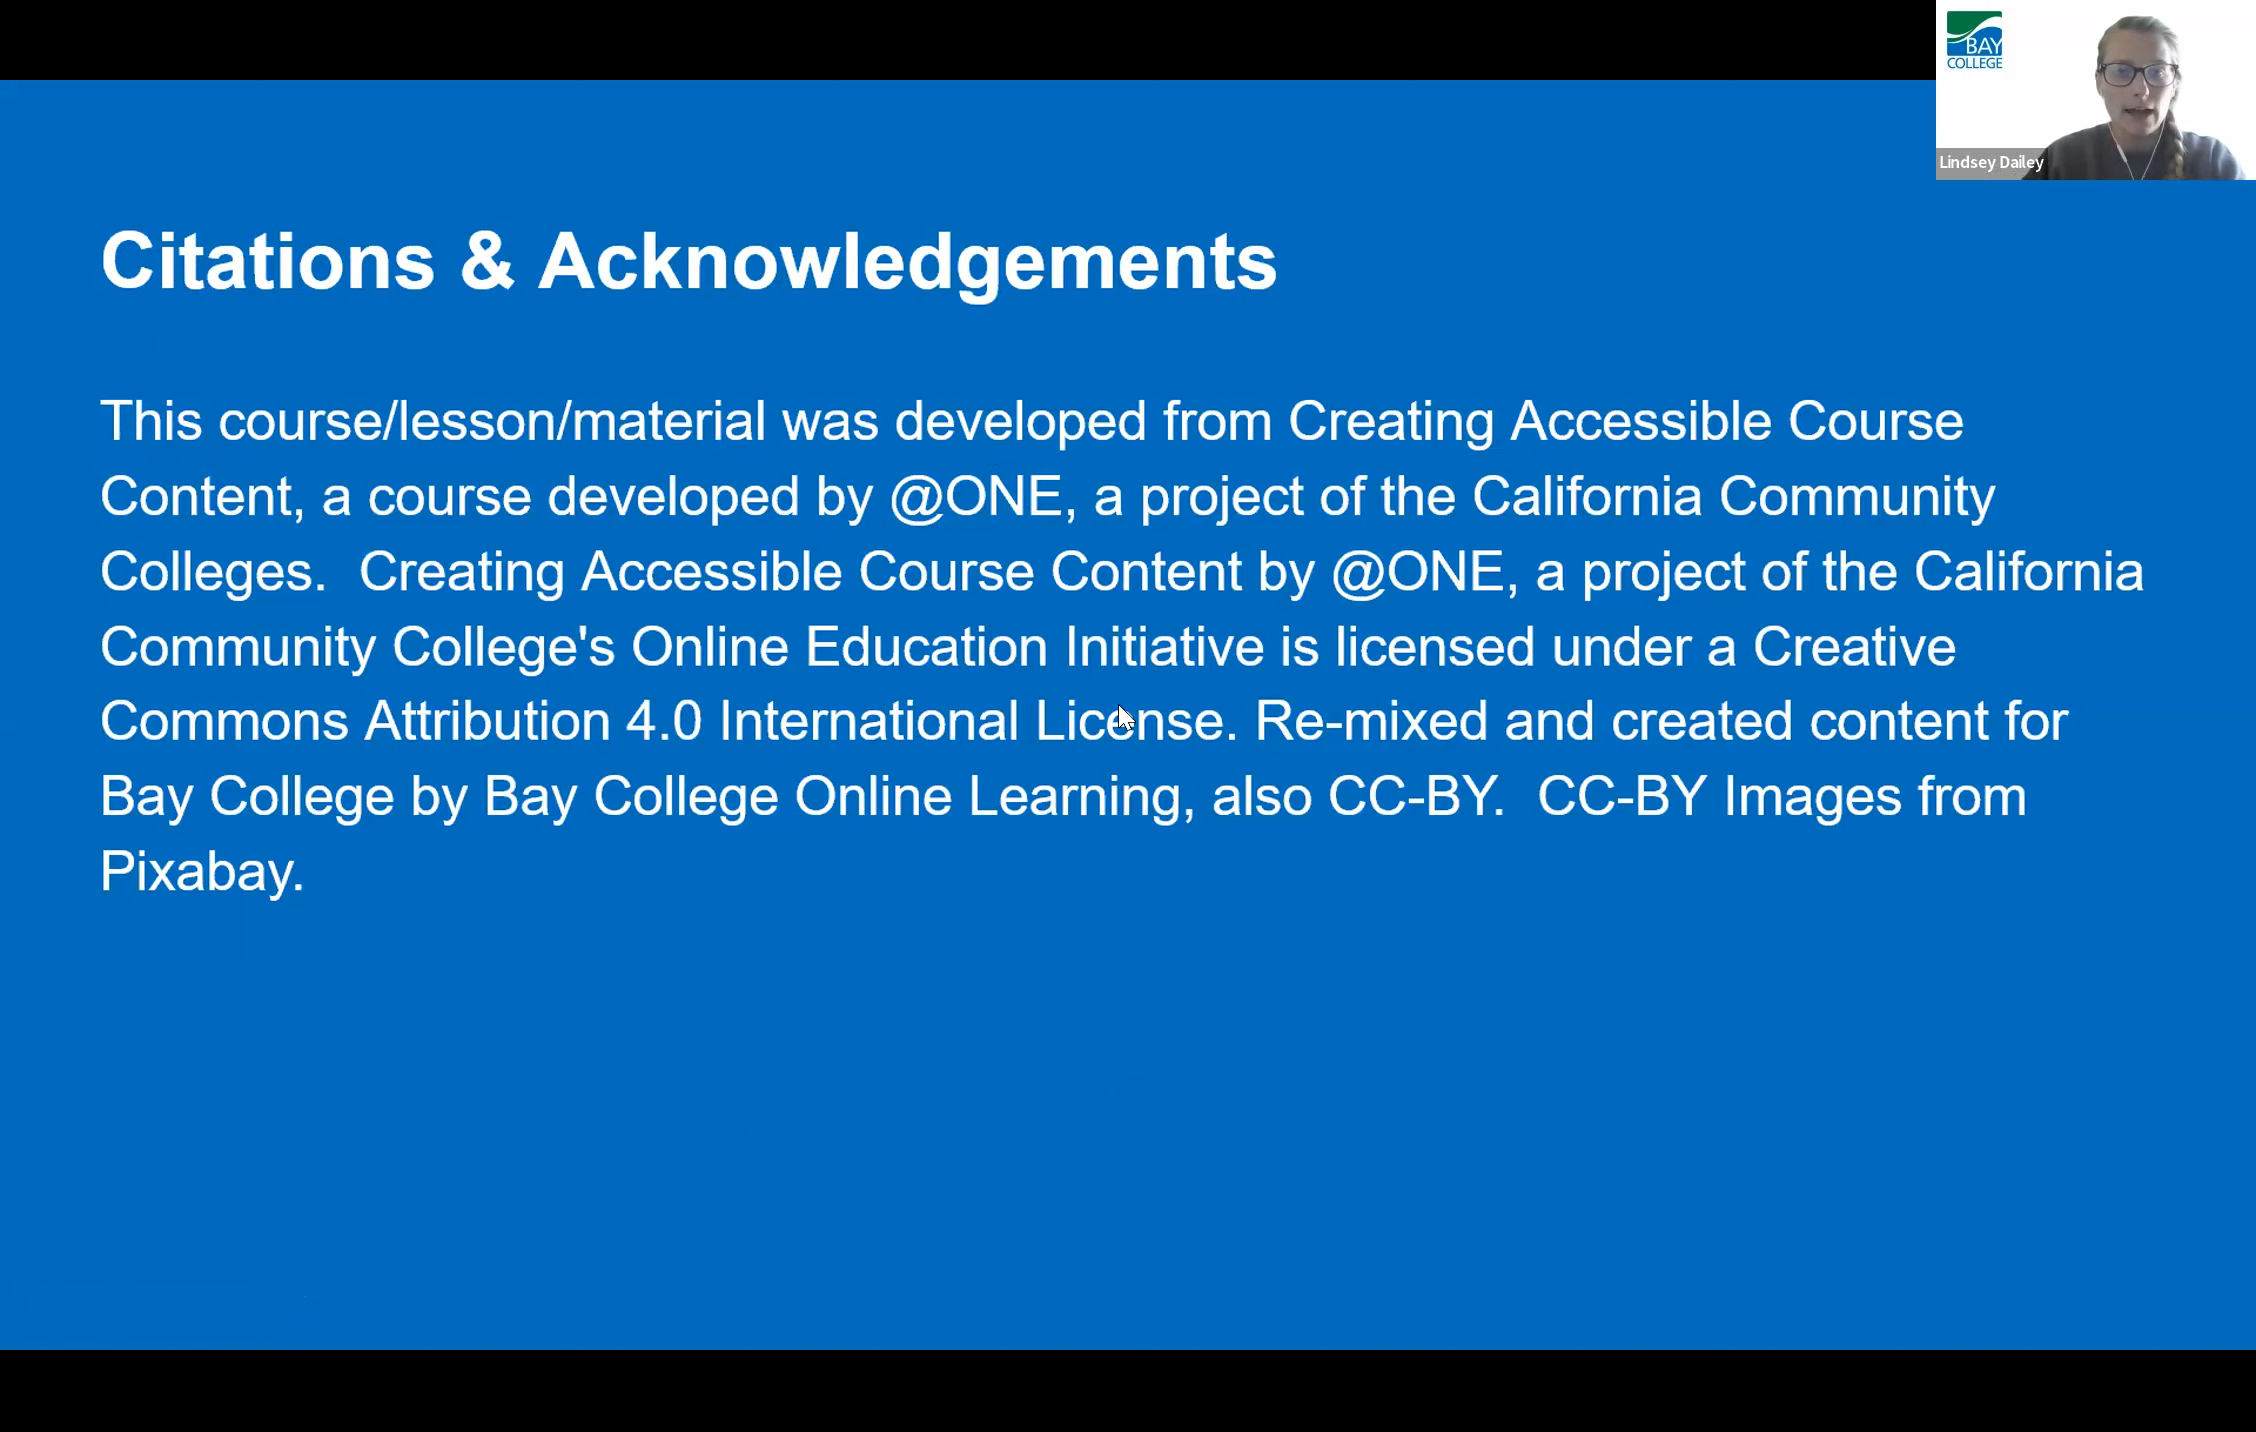 BAY
COLLEGE
Lindsey Dailey
Citations & Acknowledgements
This course/lesson/material was developed from Creating Accessible Course
Content, a course developed by @ONE, a project of the California Community
Colleges.  Creating Accessible Course Content by @ONE, a project of the California
Community College's Online Education Initiative is licensed under a Creative
Commons Attribution 4.0 International License. Re-mixed and created content for
Bay College by Bay College Online Learning, also CC-BY.  CC-BY Images from
Pixabay.